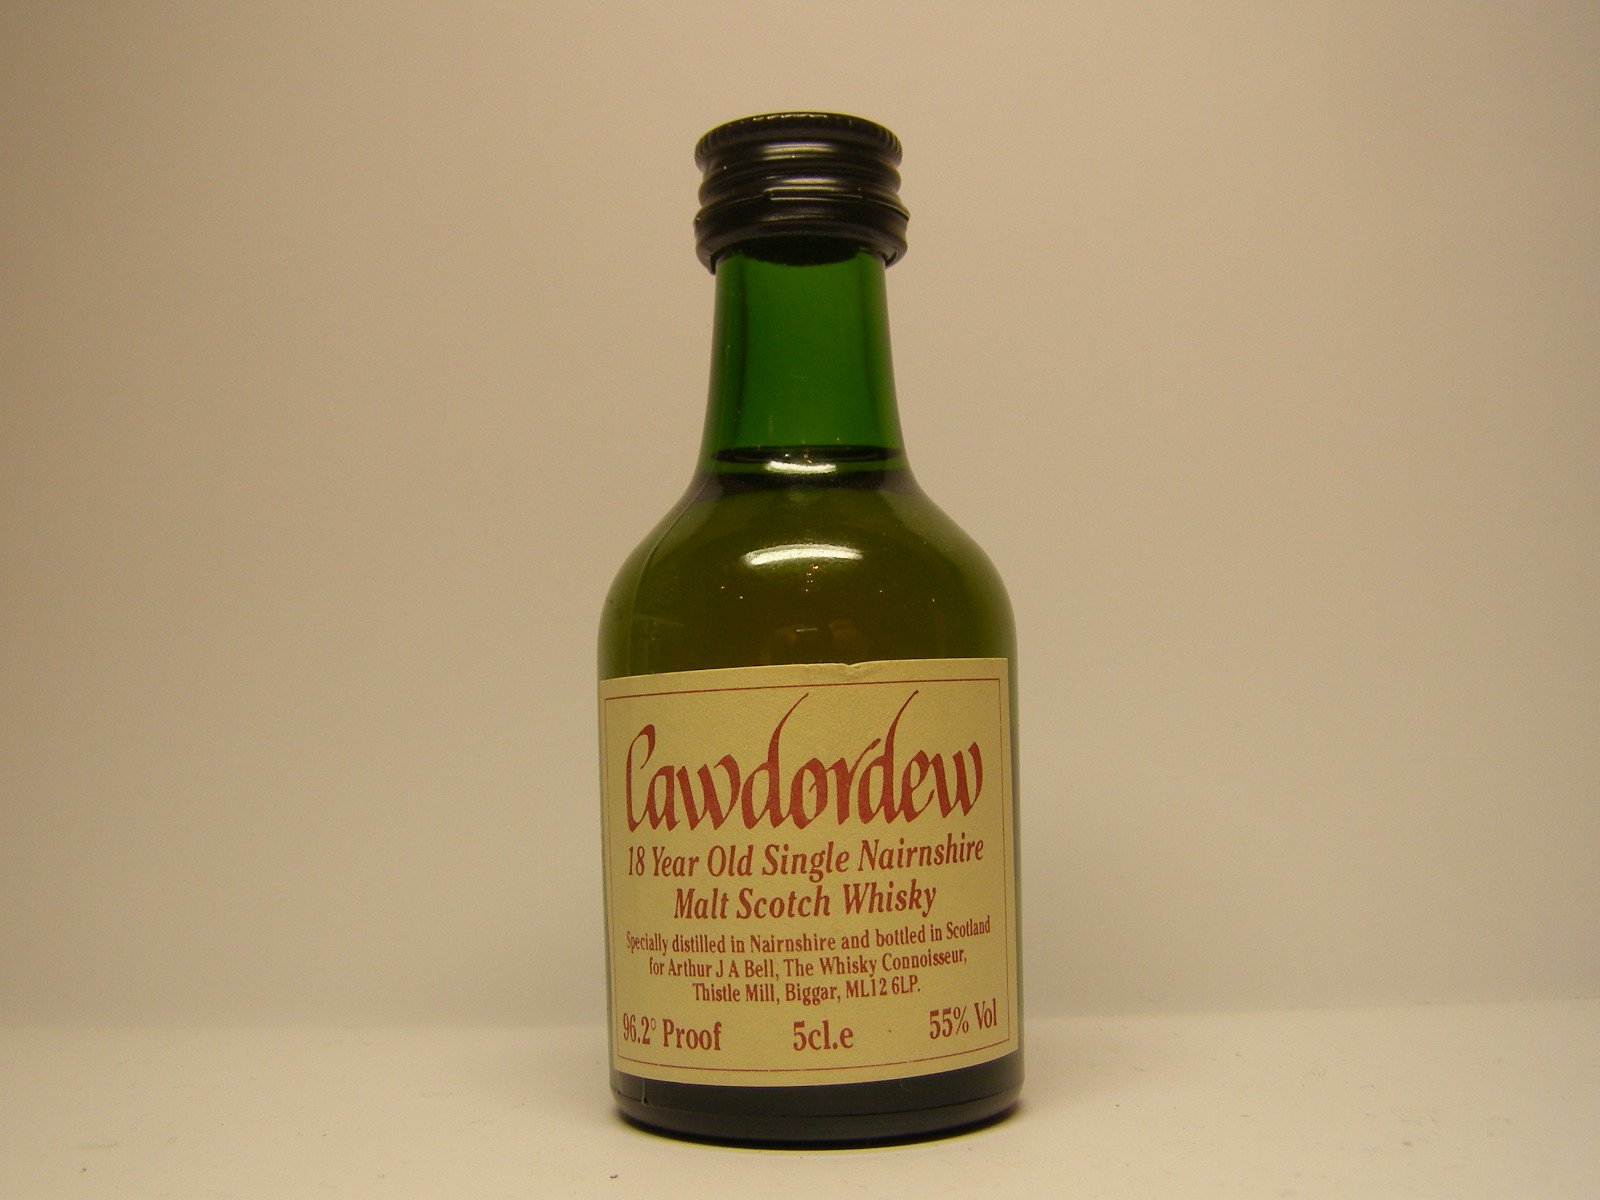 Cawdordew
18 Year Old Single Nairnshire
Malt Scotch Whisky
Specially distilled in Nairnshire and bottled in Scotland
for Arthur J A Bell, The Whisky Connoisseur,
Thistle Mill, Biggar, ML12 6LP.
96.2° Proof 5cl.e 55% Vol